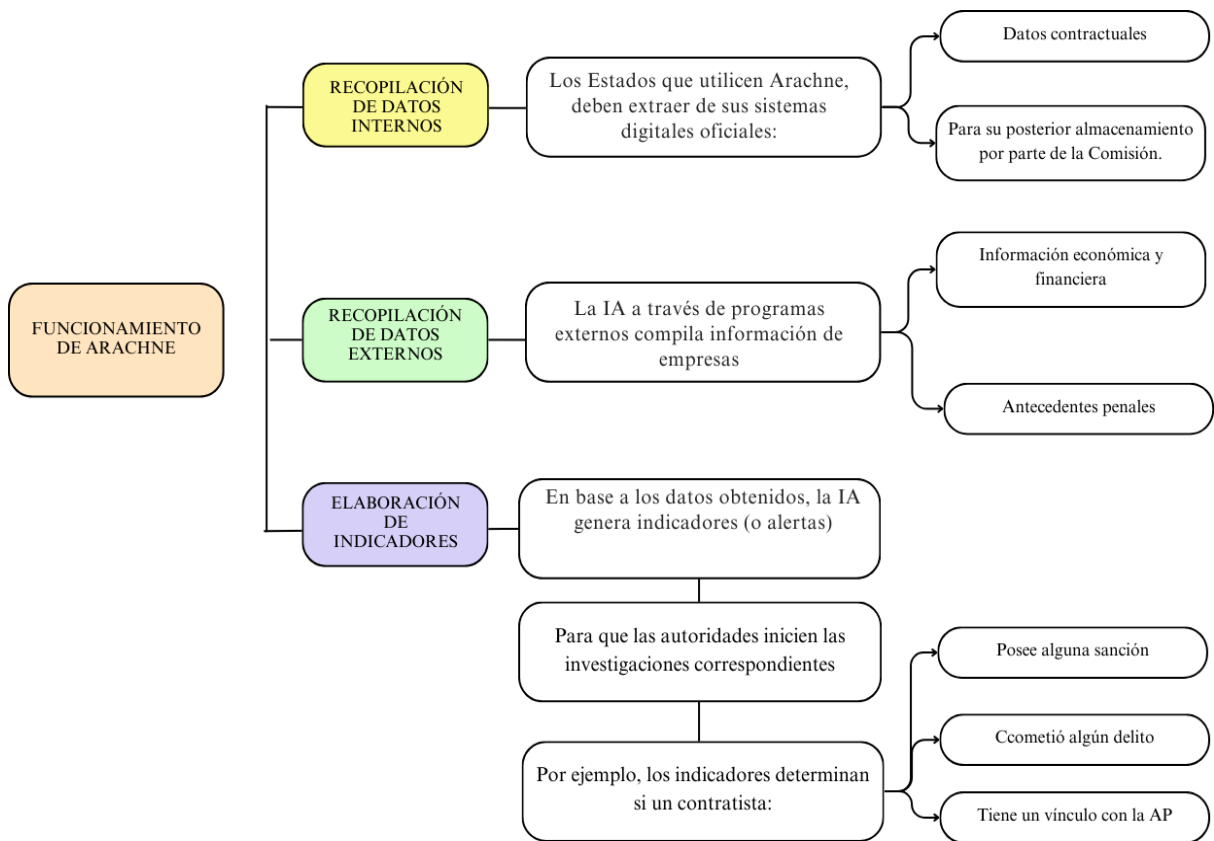 FUNCIONAMIENTO
DE ARACHNE
RECOPILACIÓN
DE DATOS
INTERNOS
Los Estados que utilicen Arachne,
deben extraer de sus sistemas
digitales oficiales:
Datos contractuales
Para su posterior almacenamiento
por parte de la Comisión.
RECOPILACIÓN
DE DATOS
EXTERNOS
La IA a través de programas
externos compila información de
empresas
Información económica y
financiera
Antecedentes penales
ELABORACIÓN
DE
INDICADORES
En base a los datos obtenidos, la IA
genera indicadores (o alertas)
Para que las autoridades inicien las
investigaciones correspondientes
Por ejemplo, los indicadores determinan
si un contratista:
Posee alguna sanción
Ccometió algún delito
Tiene un vínculo con la AP